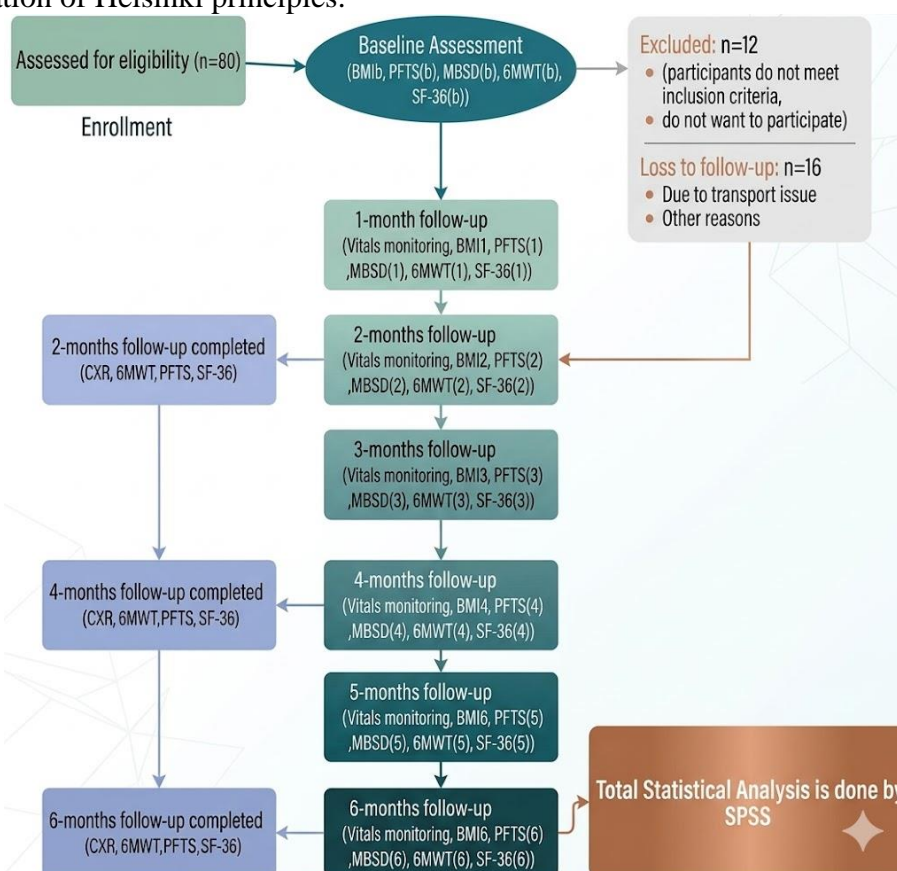 ation of Helsinki principles.
Assessed for eligibility (n=80)
Enrollment
Baseline Assessment
(BMIb, PFTS(b), MBSD(b), 6MWT(b),
SF-36(b))
Excluded: n=12
• (participants do not meet
inclusion criteria,
• do not want to participate)
Loss to follow-up: n=16
• Due to transport issue
• Other reasons
1-month follow-up
(Vitals monitoring, BMI1, PFTS(1)
,MBSD(1), 6MWT(1), SF-36(1))
2-months follow-up
(Vitals monitoring, BMI2, PFTS(2)
,MBSD(2), 6MWT(2), SF-36(2))
2-months follow-up completed
(CXR, 6MWT, PFTS, SF-36)
3-months follow-up
(Vitals monitoring, BMI3, PFTS(3)
,MBSD(3), 6MWT(3), SF-36(3))
4-months follow-up completed
(CXR, 6MWT,PFTS, SF-36)
4-months follow-up
(Vitals monitoring, BMI4, PFTS(4)
,MBSD(4), 6MWT(4), SF-36(4))
5-months follow-up
(Vitals monitoring, BMI6, PFTS(5)
,MBSD(5), 6MWT(5), SF-36(5))
6-months follow-up completed
(CXR, 6MWT,PFTS,SF-36)
6-months follow-up
(Vitals monitoring, BMI6, PFTS(6)
,MBSD(6), 6MWT(6), SF-36(6))
Total Statistical Analysis is done by
SPSS